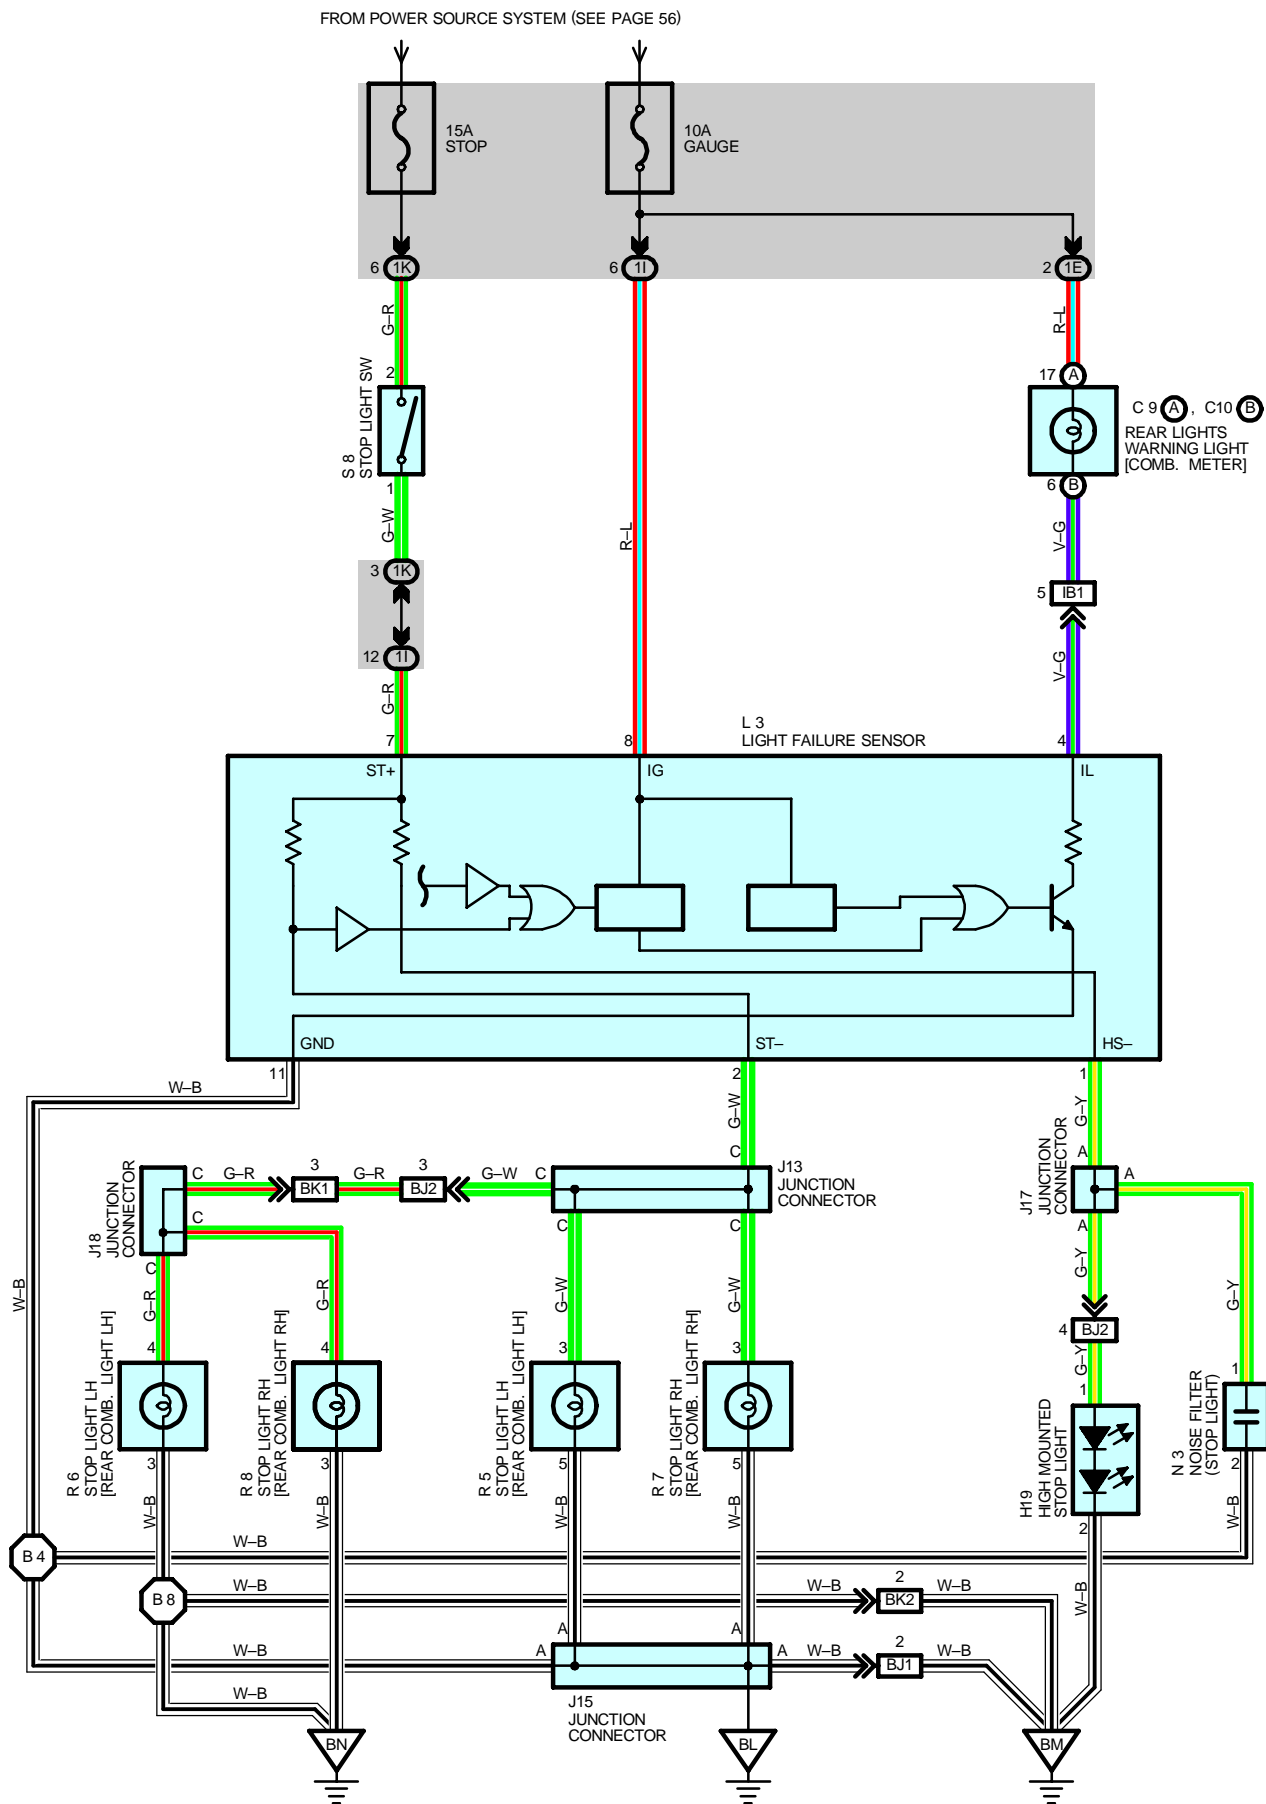 FROM POWER SOURCE SYSTEM (SEE PAGE 56)
15A
STOP
10A
GAUGE
6 1K
6 1I
2 1E
G–R
R–L
R–L
2
17 A
S 8
STOP LIGHT SW
C 9 A , C10 B
REAR LIGHTS
WARNING LIGHT
[COMB. METER]
1
6 B
G–W
V–G
3 1K
5 IB1
12 1I
G–R
V–G
L 3
LIGHT FAILURE SENSOR
7
8
4
ST+
IG
IL
GND
ST–
HS–
11
2
1
W–B
G–W
G–Y
C
A
J13
JUNCTION
CONNECTOR
J17
JUNCTION
CONNECTOR
A
J18
JUNCTION
CONNECTOR
C
G–R
3
BK1
G–R
3
BJ2
G–W
C
C
C
C
C
A
W–B
G–R
G–R
G–W
G–W
G–Y
G–Y
4 BJ2
G–Y
4
4
3
3
1
1
R 6
STOP LIGHT LH
[REAR COMB. LIGHT LH]
R 8
STOP LIGHT RH
[REAR COMB. LIGHT RH]
R 5
STOP LIGHT LH
[REAR COMB. LIGHT LH]
R 7
STOP LIGHT RH
[REAR COMB. LIGHT RH]
H19
HIGH MOUNTED
STOP LIGHT
N 3
NOISE FILTER
(STOP LIGHT)
3
3
5
5
2
2
W–B
W–B
W–B
W–B
W–B
W–B
B 4
W–B
B 8
W–B
W–B
2
BK2
W–B
W–B
A
A
A
A
W–B
2
BJ1
W–B
W–B
J15
JUNCTION
CONNECTOR
BN
BL
BM